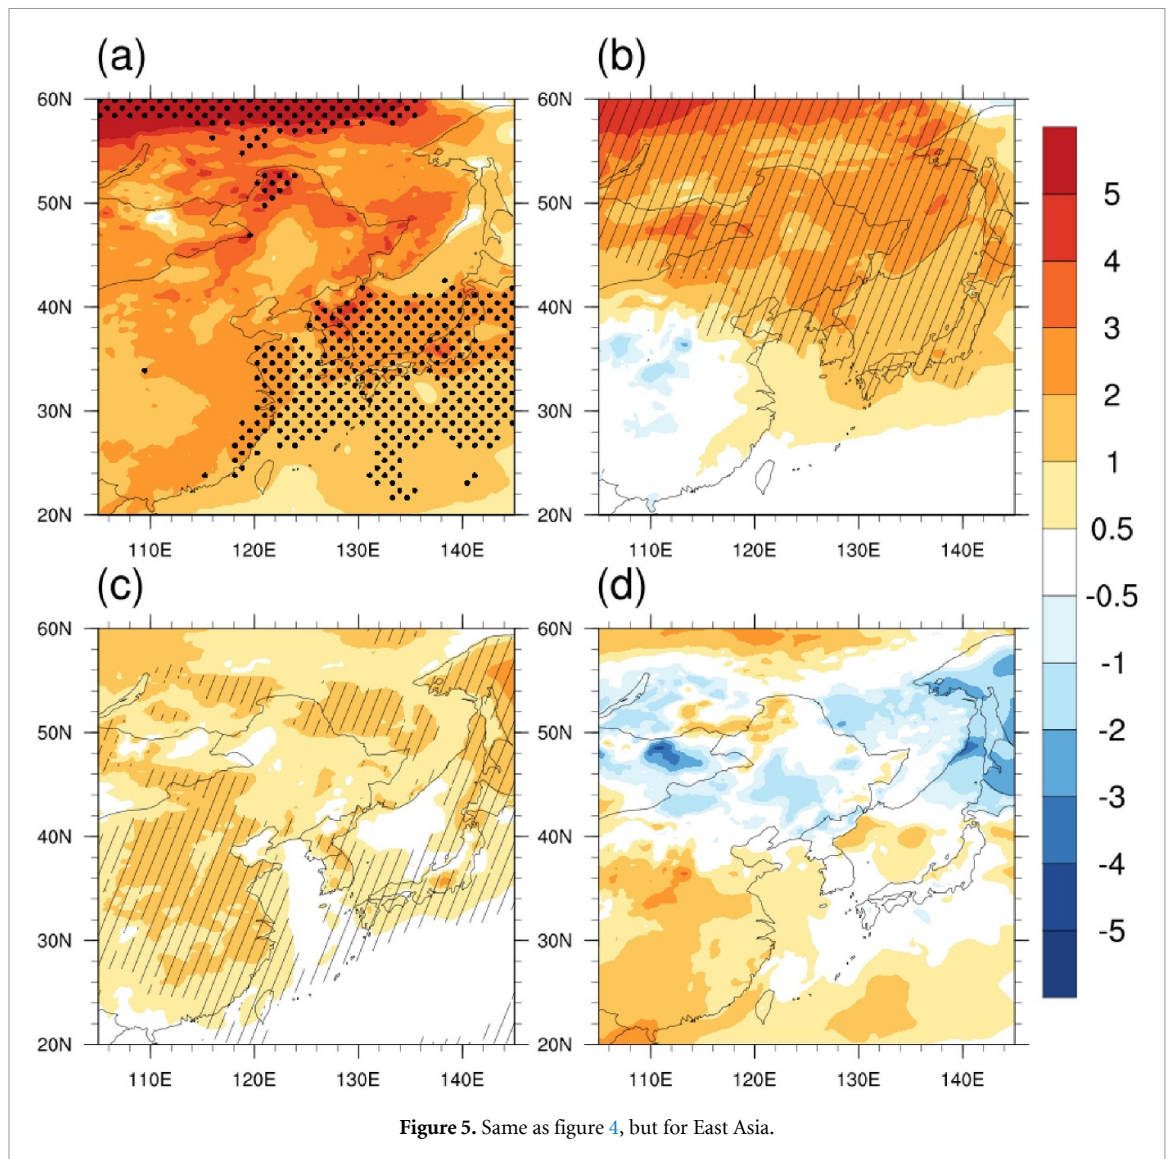 (a)
(b)
60N
50N
40N
30N
20N
110E 120E 130E 140E
60N
50N
40N
30N
20N
110E 120E 130E 140E
(c)
(d)
60N
50N
40N
30N
20N
110E 120E 130E 140E
60N
50N
40N
30N
20N
110E 120E 130E 140E
5
4
3
2
1
0.5
-0.5
-1
-2
-3
-4
-5
Figure 5. Same as figure 4, but for East Asia.